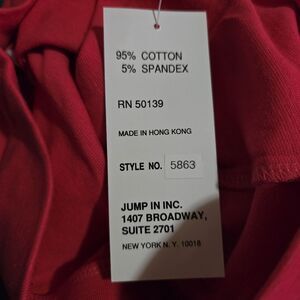 95% COTTON
5% SPANDEX
RN 50139
MADE IN HONG KONG
STYLE NO. 5863
JUMP IN INC.
1407 BROADWAY,
SUITE 2701
NEW YORK N. Y. 10018